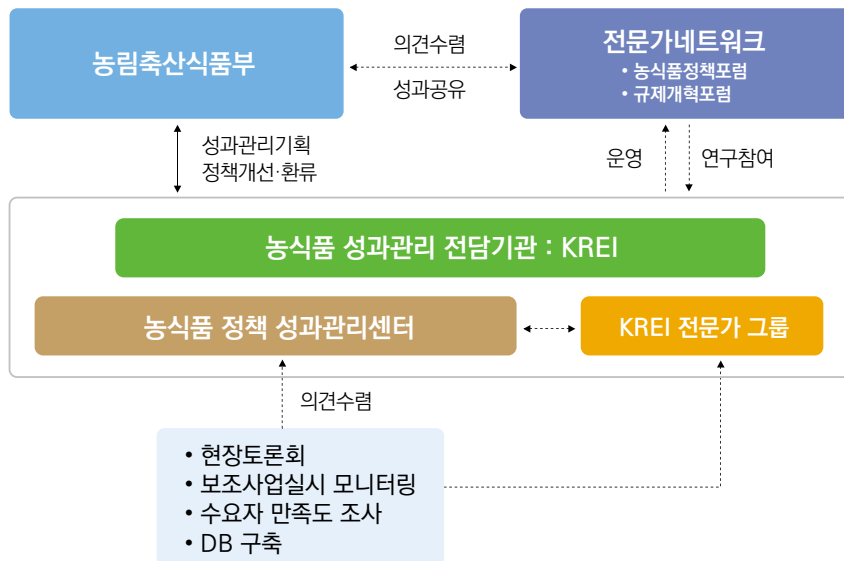 농림축산식품부
의견수렴
성과공유
전문가네트워크
• 농식품정책포럼
• 규제개혁포럼
성과관리기획
정책개선·환류
운영
연구참여
농식품 성과관리 전담기관 : KREI
농식품 정책 성과관리센터
KREI 전문가 그룹
의견수렴
• 현장토론회
• 보조사업실시 모니터링
• 수요자 만족도 조사
• DB 구축